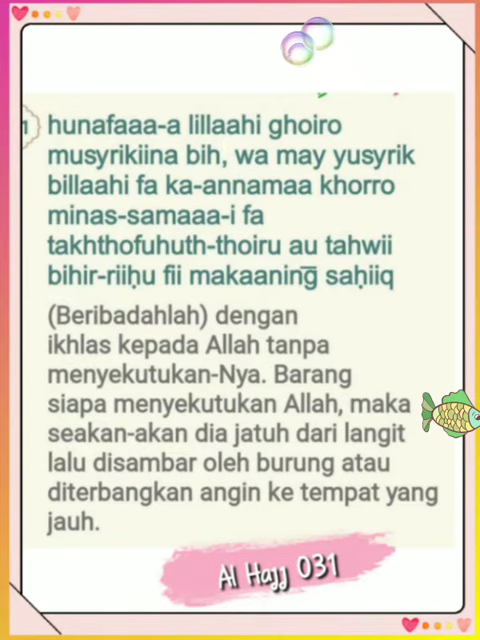 1
hunafaaa-a lillaahi ghoiro
musyrikiina bih, wa may yusyrik
billaahi fa ka-annamaa khorro
minas-samaaa-i fa
takhthofuhuth-thoiru au tahwii
bihir-riiḥu fii makaaning̅ saḥiiq
(Beribadahlah) dengan
ikhlas kepada Allah tanpa
menyekutukan-Nya. Barang
siapa menyekutukan Allah, maka
seakan-akan dia jatuh dari langit
lalu disambar oleh burung atau
diterbangkan angin ke tempat yang
jauh.
Al Hajj 031